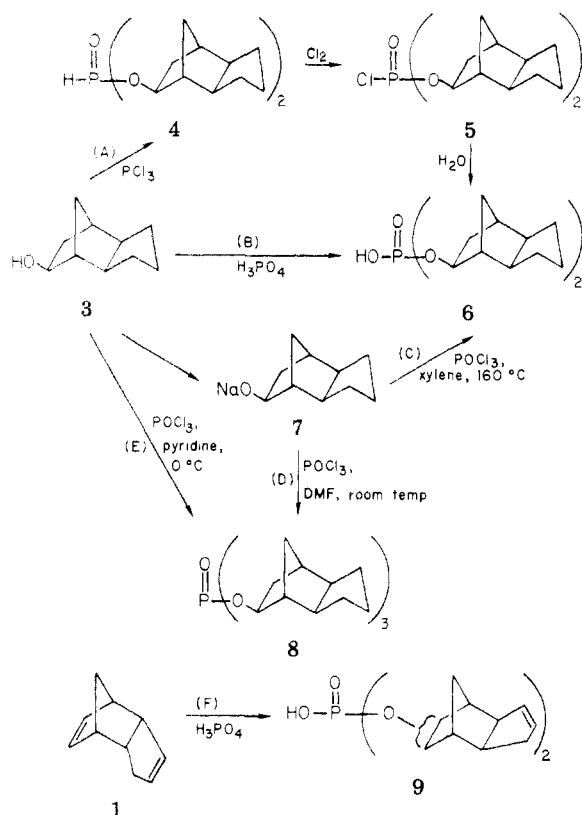 O
H-P
O
2
4
Cl2
O
Cl-P
O
2
5
(A)
PCl3
H2O
HO
3
(B)
H3PO4
O
HO-P
O
2
6
NaO
7
(C)
POCl3,
xylene, 160 °C
POCl3,
(E) pyridine,
0 °C
(D)
POCl3,
DMF, room temp
O
P
O
3
8
1
(F)
H3PO4
O
HO-P
O
2
9